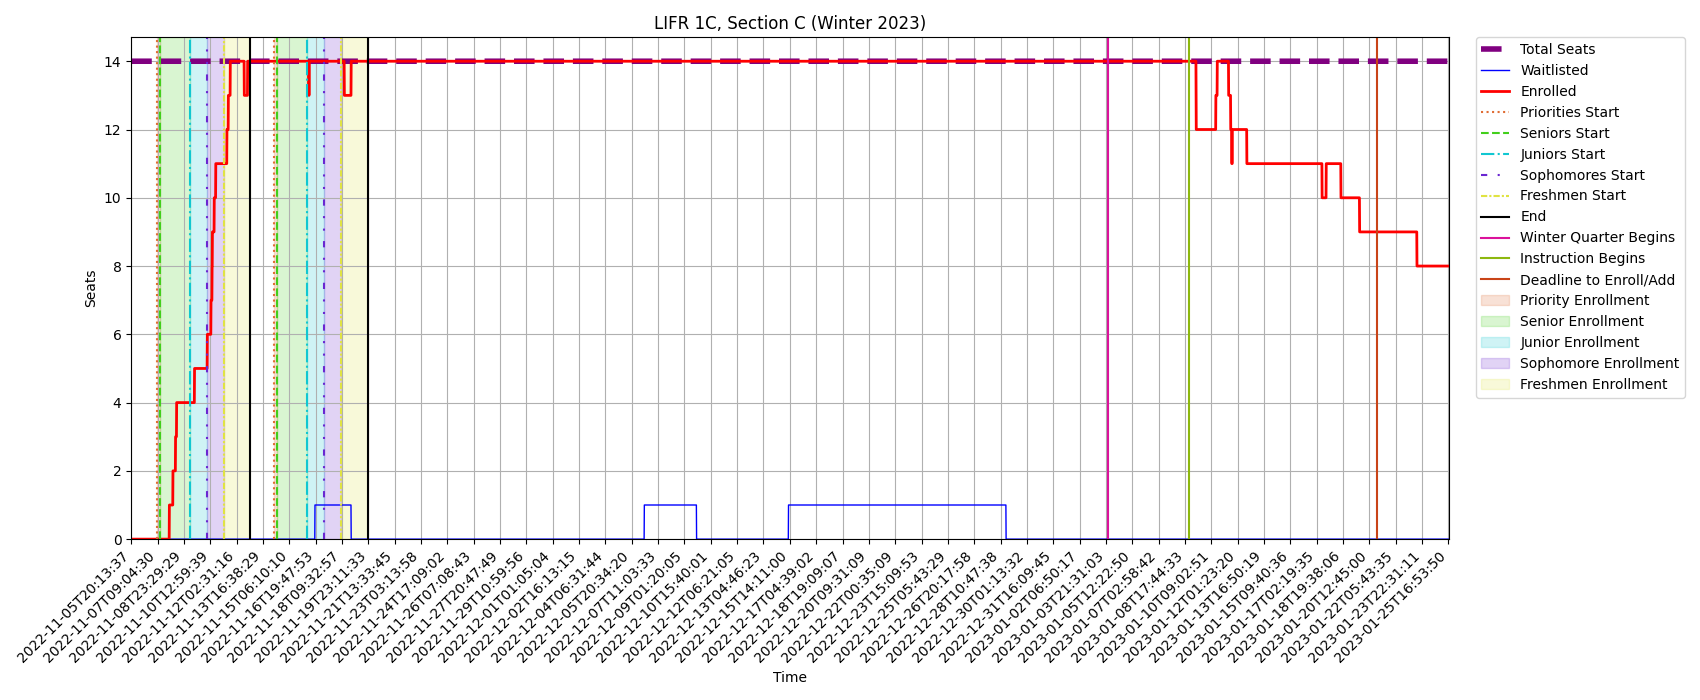 LIFR 1C, Section C (Winter 2023)
Seats
14
12
10
8
6
4
2
0
2022-11-05T20:13:37
2022-11-07T09:04:30
2022-11-08T23:29:29
2022-11-10T12:59:39
2022-11-12T02:31:16
2022-11-13T16:38:29
2022-11-15T06:10:10
2022-11-16T19:47:53
2022-11-18T09:32:57
2022-11-19T23:11:33
2022-11-21T13:33:45
2022-11-23T03:13:58
2022-11-24T17:09:02
2022-11-27T07:08:43
2022-11-27T20:47:49
2022-11-29T10:59:56
2022-12-01T01:05:04
2022-12-02T16:13:15
2022-12-04T06:31:44
2022-12-05T20:34:20
2022-12-07T11:03:33
2022-12-09T01:20:05
2022-12-10T15:40:01
2022-12-12T06:21:05
2022-12-13T04:46:23
2022-12-15T14:11:00
2022-12-17T04:39:02
2022-12-18T19:09:07
2022-12-20T09:31:09
2022-12-22T00:35:09
2022-12-23T15:09:53
2022-12-25T05:43:29
2022-12-26T20:17:58
2022-12-28T10:47:38
2022-12-30T01:13:32
2022-12-31T16:09:45
2023-01-02T06:50:17
2023-01-03T21:31:03
2023-01-05T12:22:50
2023-01-07T02:58:42
2023-01-08T17:44:33
2023-01-10T09:02:51
2023-01-12T01:23:20
2023-01-13T16:50:19
2023-01-15T09:40:36
2023-01-17T02:19:35
2023-01-18T19:38:06
2023-01-20T12:45:00
2023-01-22T05:43:35
2023-01-23T22:31:11
2023-01-25T16:53:50
Time
Total Seats
Waitlisted
Enrolled
Priorities Start
Seniors Start
Juniors Start
Sophomores Start
Freshmen Start
End
Winter Quarter Begins
Instruction Begins
Deadline to Enroll/Add
Priority Enrollment
Senior Enrollment
Junior Enrollment
Sophomore Enrollment
Freshmen Enrollment